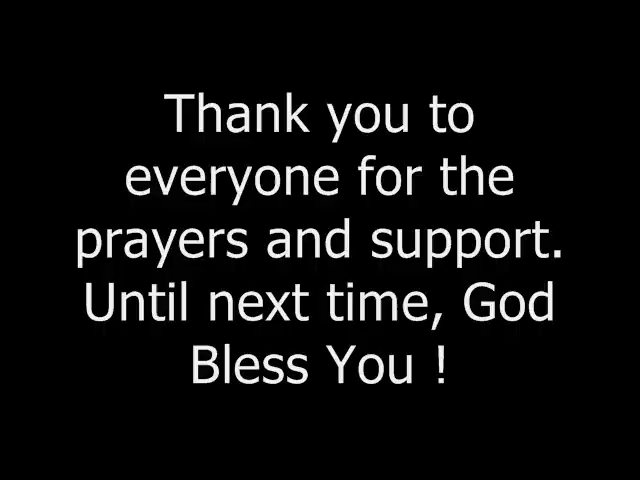 Thank you to
everyone for the
prayers and support.
Until next time, God
Bless You !